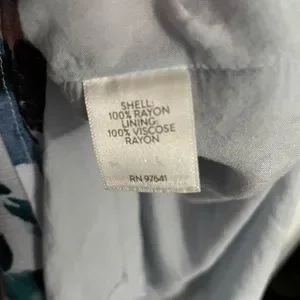 SHELL:
100% RAYON
LINING:
100% VISCOSE
RAYON
RN 97641